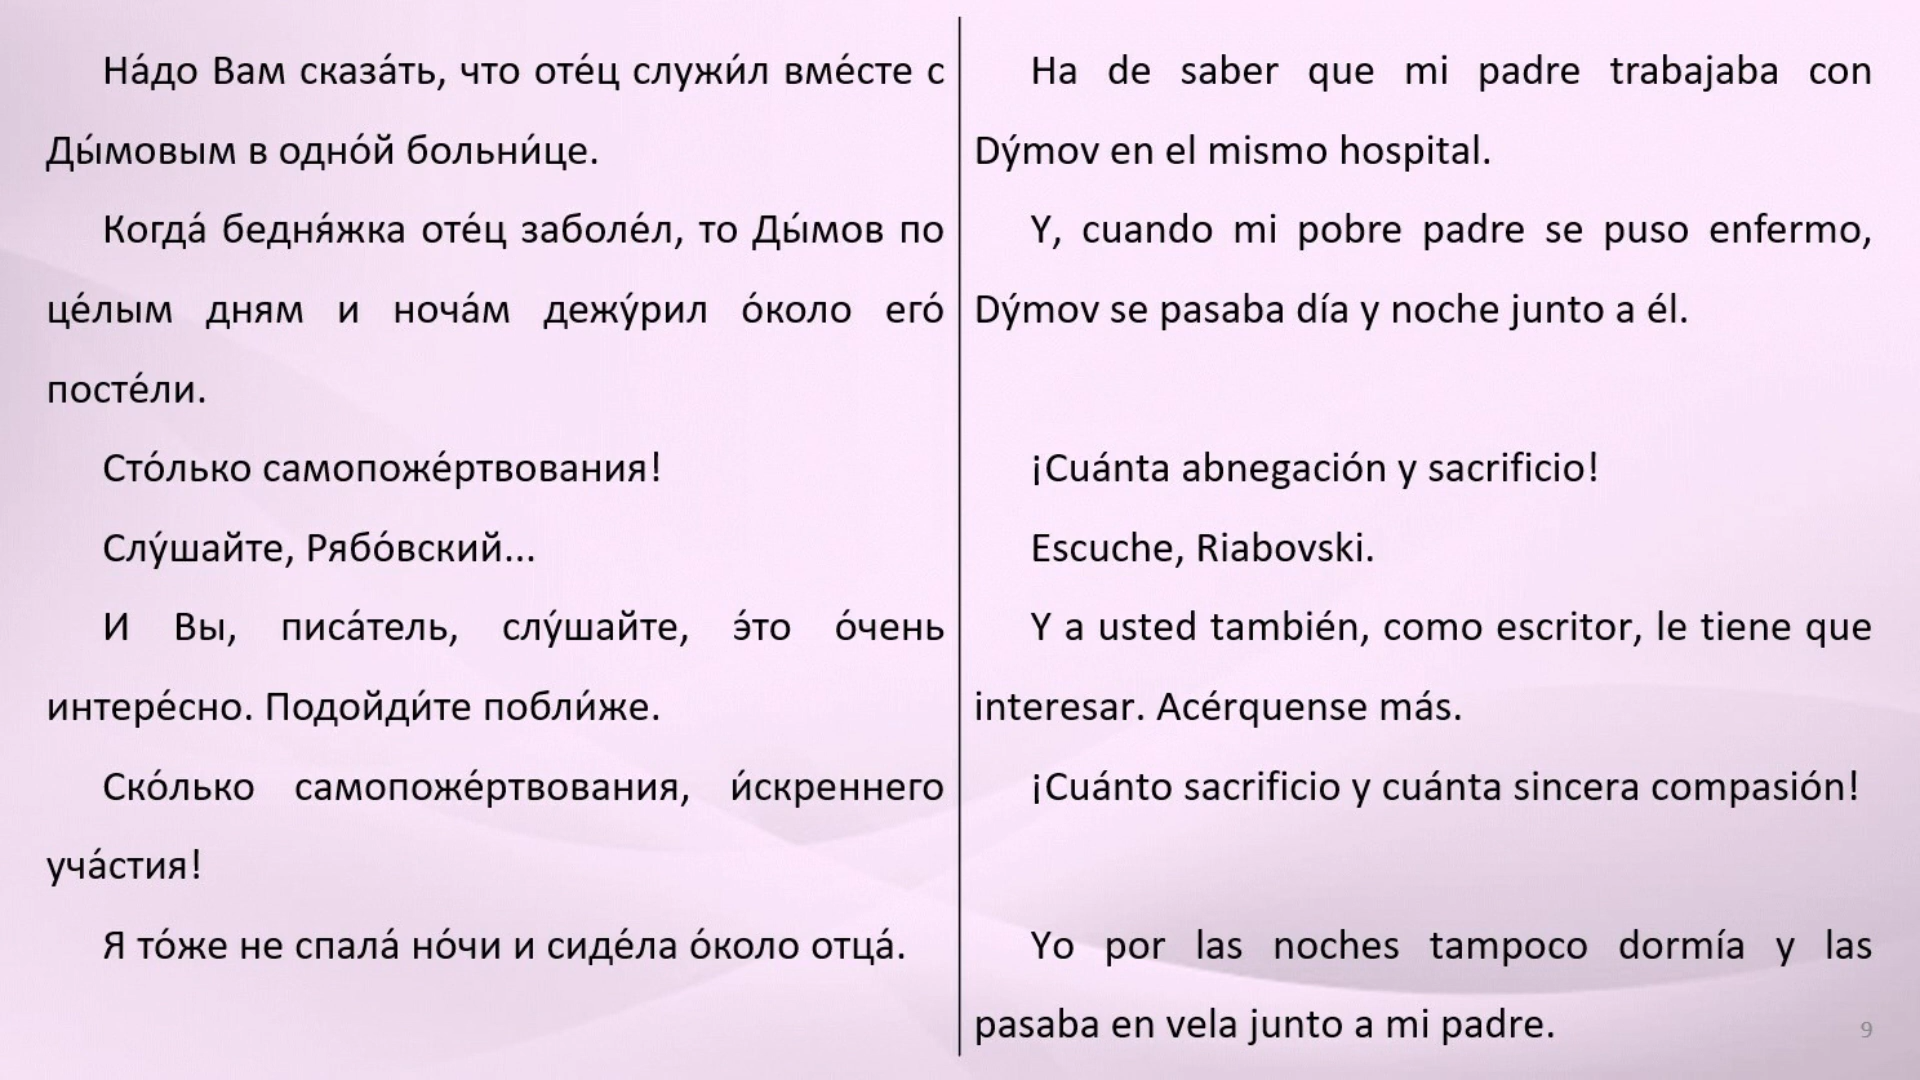 На́до Вам сказа́ть, что оте́ц служи́л вме́сте с
Ды́мовым в одно́й больни́це.
Когда́ бедня́жка оте́ц заболе́л, то Ды́мов по
це́лым дням и ноча́м дежу́рил о́коло его́
посте́ли.
Сто́лько самопоже́ртвования!
Слу́шайте, Рябо́вский...
И Вы, писа́тель, слу́шайте, э́то о́чень
интере́сно. Подойди́те побли́же.
Ско́лько самопоже́ртвования, и́скреннего
уча́стия!
Я то́же не спала́ но́чи и сиде́ла о́коло отца́.
Ha de saber que mi padre trabajaba con
Dýmov en el mismo hospital.
Y, cuando mi pobre padre se puso enfermo,
Dýmov se pasaba día y noche junto a él.
¡Cuánta abnegación y sacrificio!
Escuche, Riabovski.
Y a usted también, como escritor, le tiene que
interesar. Acérquense más.
¡Cuánto sacrificio y cuánta sincera compasión!
Yo por las noches tampoco dormía y las
pasaba en vela junto a mi padre.
9